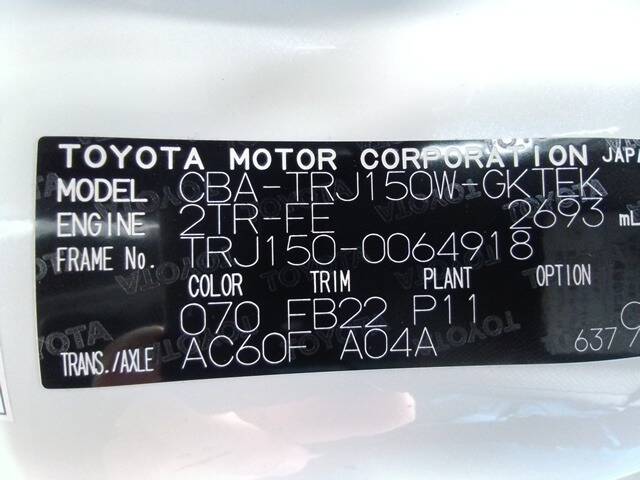 TOYOTA MOTOR CORPORATION JAPA
MODEL CBA-TRJ150W-GKTEK
ENGINE 2TR-FE 2693 mL
FRAME No. TRJ150-0064918
COLOR TRIM PLANT OPTION
070 FB22 P11
TRANS./AXLE AC60F A04A 6377